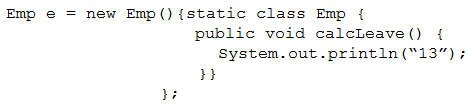 Emp e = new Emp(){static class Emp {
public void calcLeave() {
System.out.println(“13”);
}}
};